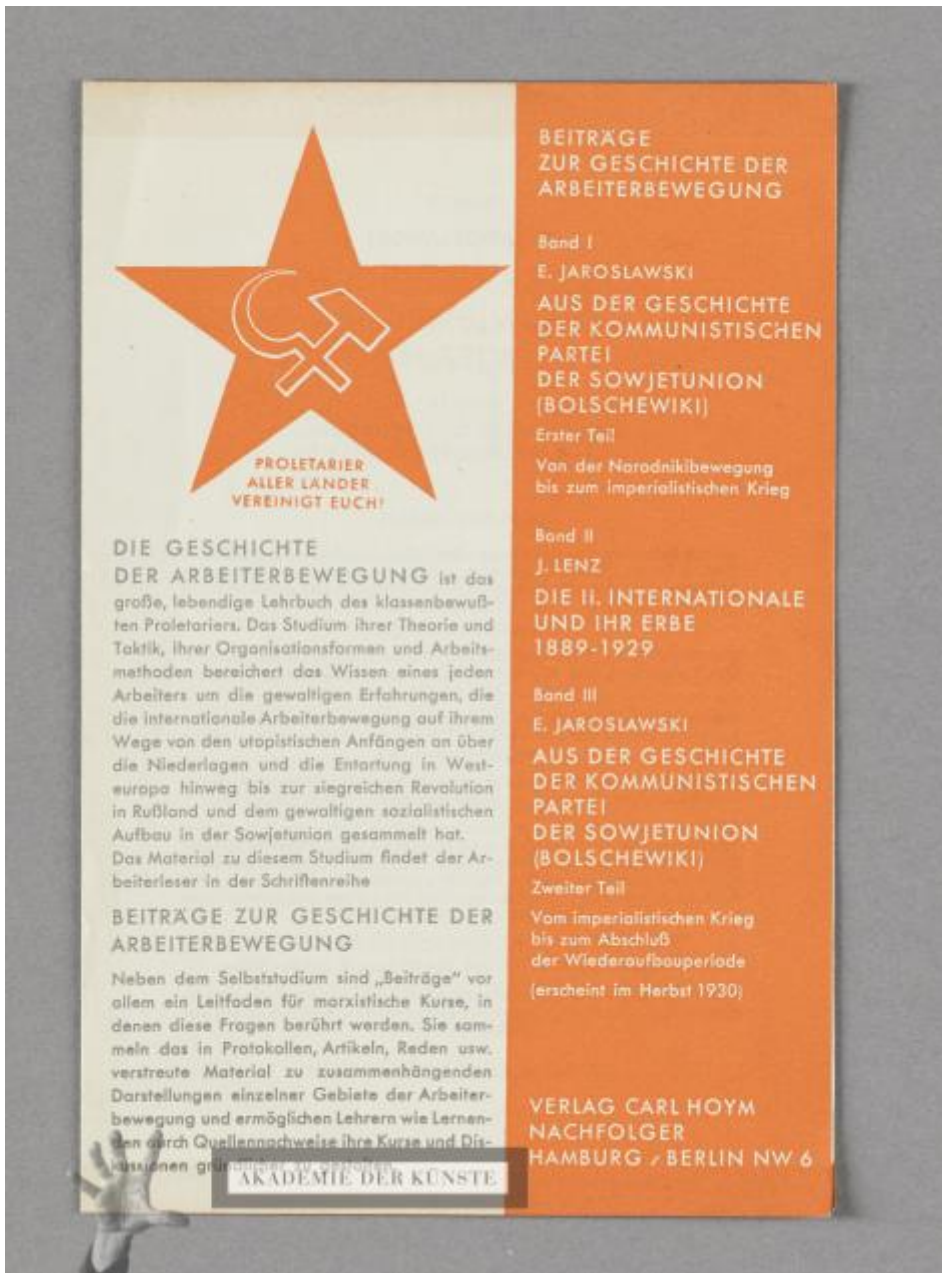 PROLETARIER
ALLER LÄNDER
VEREINIGT EUCH!
DIE GESCHICHTE
DER ARBEITERBEWEGUNG ist das
große, lebendige Lehrbuch des klassenbewuß-
ten Proletariers. Das Studium ihrer Theorie und
Taktik, ihrer Organisationsformen und Arbeits-
methoden bereichert das Wissen eines jeden
Arbeiters um die gewaltigen Erfahrungen, die
die internationale Arbeiterbewegung auf ihrem
Wege von den utopistischen Anfängen an über
die Niederlagen und die Entartung in West-
europa hinweg bis zur siegreichen Revolution
in Rußland und dem gewaltigen sozialistischen
Aufbau in der Sowjetunion gesammelt hat.
Das Material zu diesem Studium findet der Ar-
beiterleser in der Schriftenreihe
BEITRÄGE ZUR GESCHICHTE DER
ARBEITERBEWEGUNG
Neben dem Selbststudium sind „Beiträge" vor
allem ein Leitfaden für marxistische Kurse, in
denen diese Fragen berührt werden. Sie sam-
meln das in Protokollen, Artikeln, Reden usw.
verstreute Material zu zusammenhängenden
Darstellungen einzelner Gebiete der Arbeiter-
bewegung und ermöglichen Lehrern wie Lernen-
den durch Quellennachweise ihre Kurse und Dis-
kussionen gründlicher zu gestalten.
AKADEMIE DER KÜNSTE
BEITRÄGE
ZUR GESCHICHTE DER
ARBEITERBEWEGUNG
Band I
E. JAROSLAWSKI
AUS DER GESCHICHTE
DER KOMMUNISTISCHEN
PARTEI
DER SOWJETUNION
(BOLSCHEWIKI)
Erster Teil
Von der Narodnikibewegung
bis zum imperialistischen Krieg
Band II
J. LENZ
DIE II. INTERNATIONALE
UND IHR ERBE
1889-1929
Band III
E. JAROSLAWSKI
AUS DER GESCHICHTE
DER KOMMUNISTISCHEN
PARTEI
DER SOWJETUNION
(BOLSCHEWIKI)
Zweiter Teil
Vom imperialistischen Krieg
bis zum Abschluß
der Wiederaufbauperiode
(erscheint im Herbst 1930)
VERLAG CARL HOYM
NACHFOLGER
HAMBURG / BERLIN NW 6